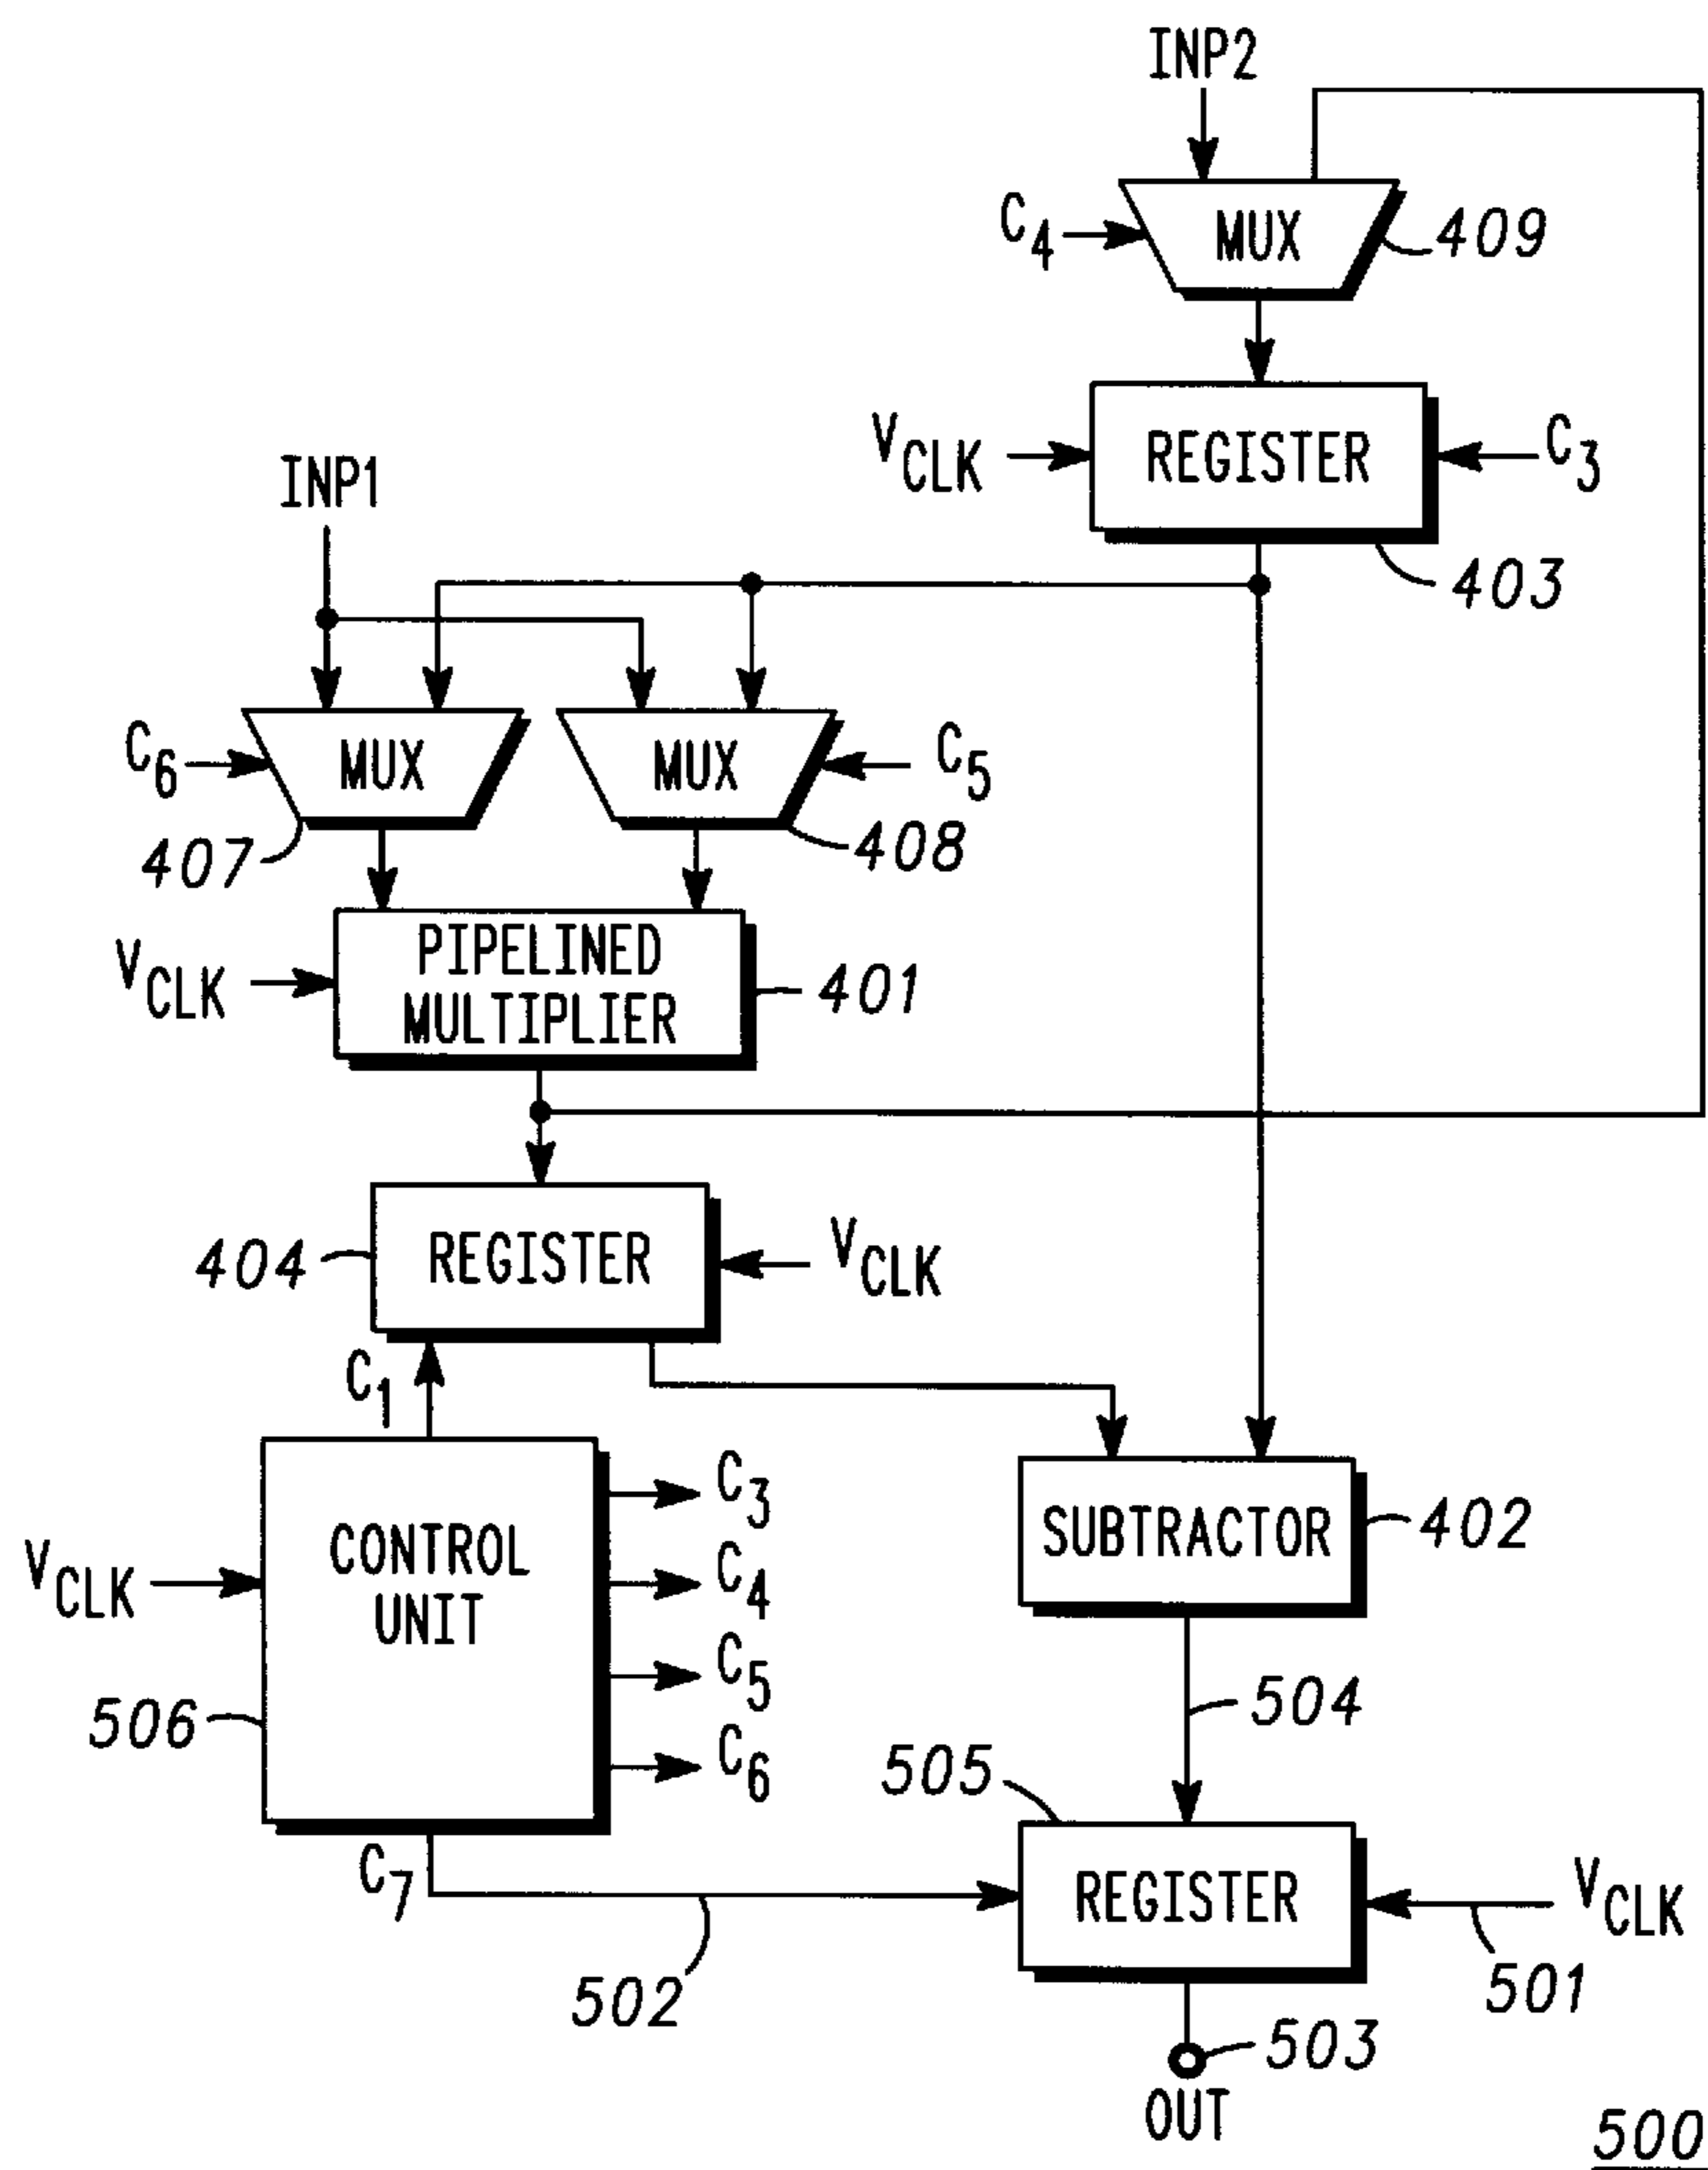 INP2
C4
MUX
409
VCLK
REGISTER
C3
403
INP1
C6
MUX
MUX
C5
407
408
VCLK
PIPELINED
MULTIPLIER
401
404
REGISTER
VCLK
C1
C3
VCLK
CONTROL
UNIT
C4
SUBTRACTOR
402
C5
506
C6
504
505
C7
REGISTER
VCLK
502
501
503
OUT
500